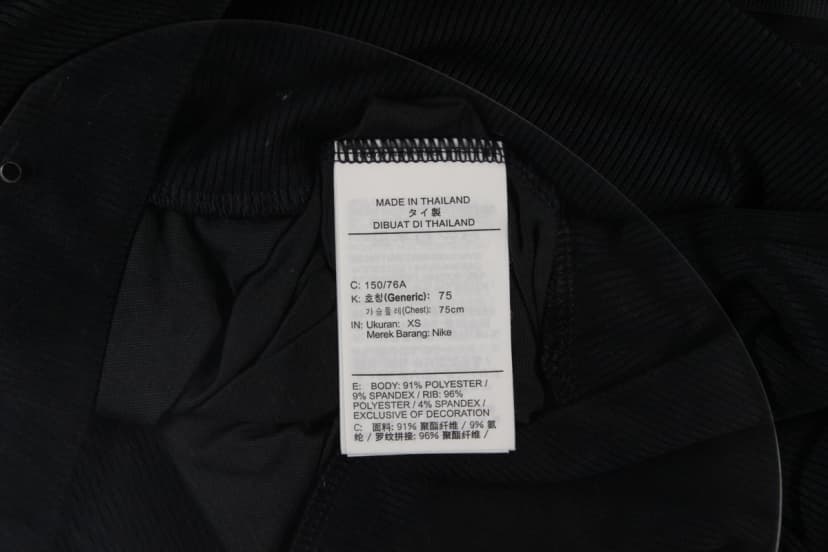 MADE IN THAILAND
タイ製
DIBUAT DI THAILAND
C: 150/76A
K: 호칭(Generic): 75
가슴둘레(Chest): 75cm
IN: Ukuran: XS
Merek Barang: Nike
E: BODY: 91% POLYESTER /
9% SPANDEX / RIB: 96%
POLYESTER / 4% SPANDEX /
EXCLUSIVE OF DECORATION
C: 面料: 91% 聚酯纤维 / 9% 氨
纶 / 罗纹拼接: 96% 聚酯纤维 /